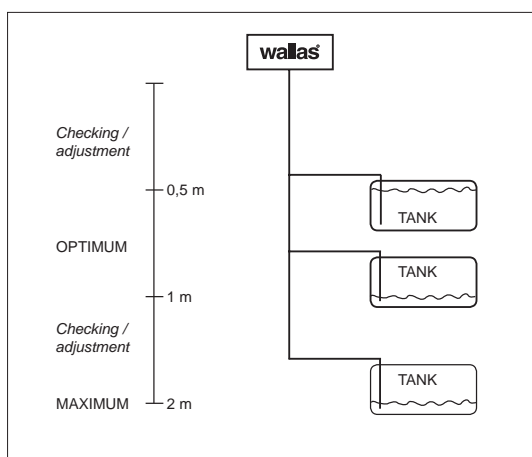 wallas®
Checking /
adjustment
0,5 m
TANK
OPTIMUM
TANK
1 m
Checking /
adjustment
TANK
MAXIMUM
2 m